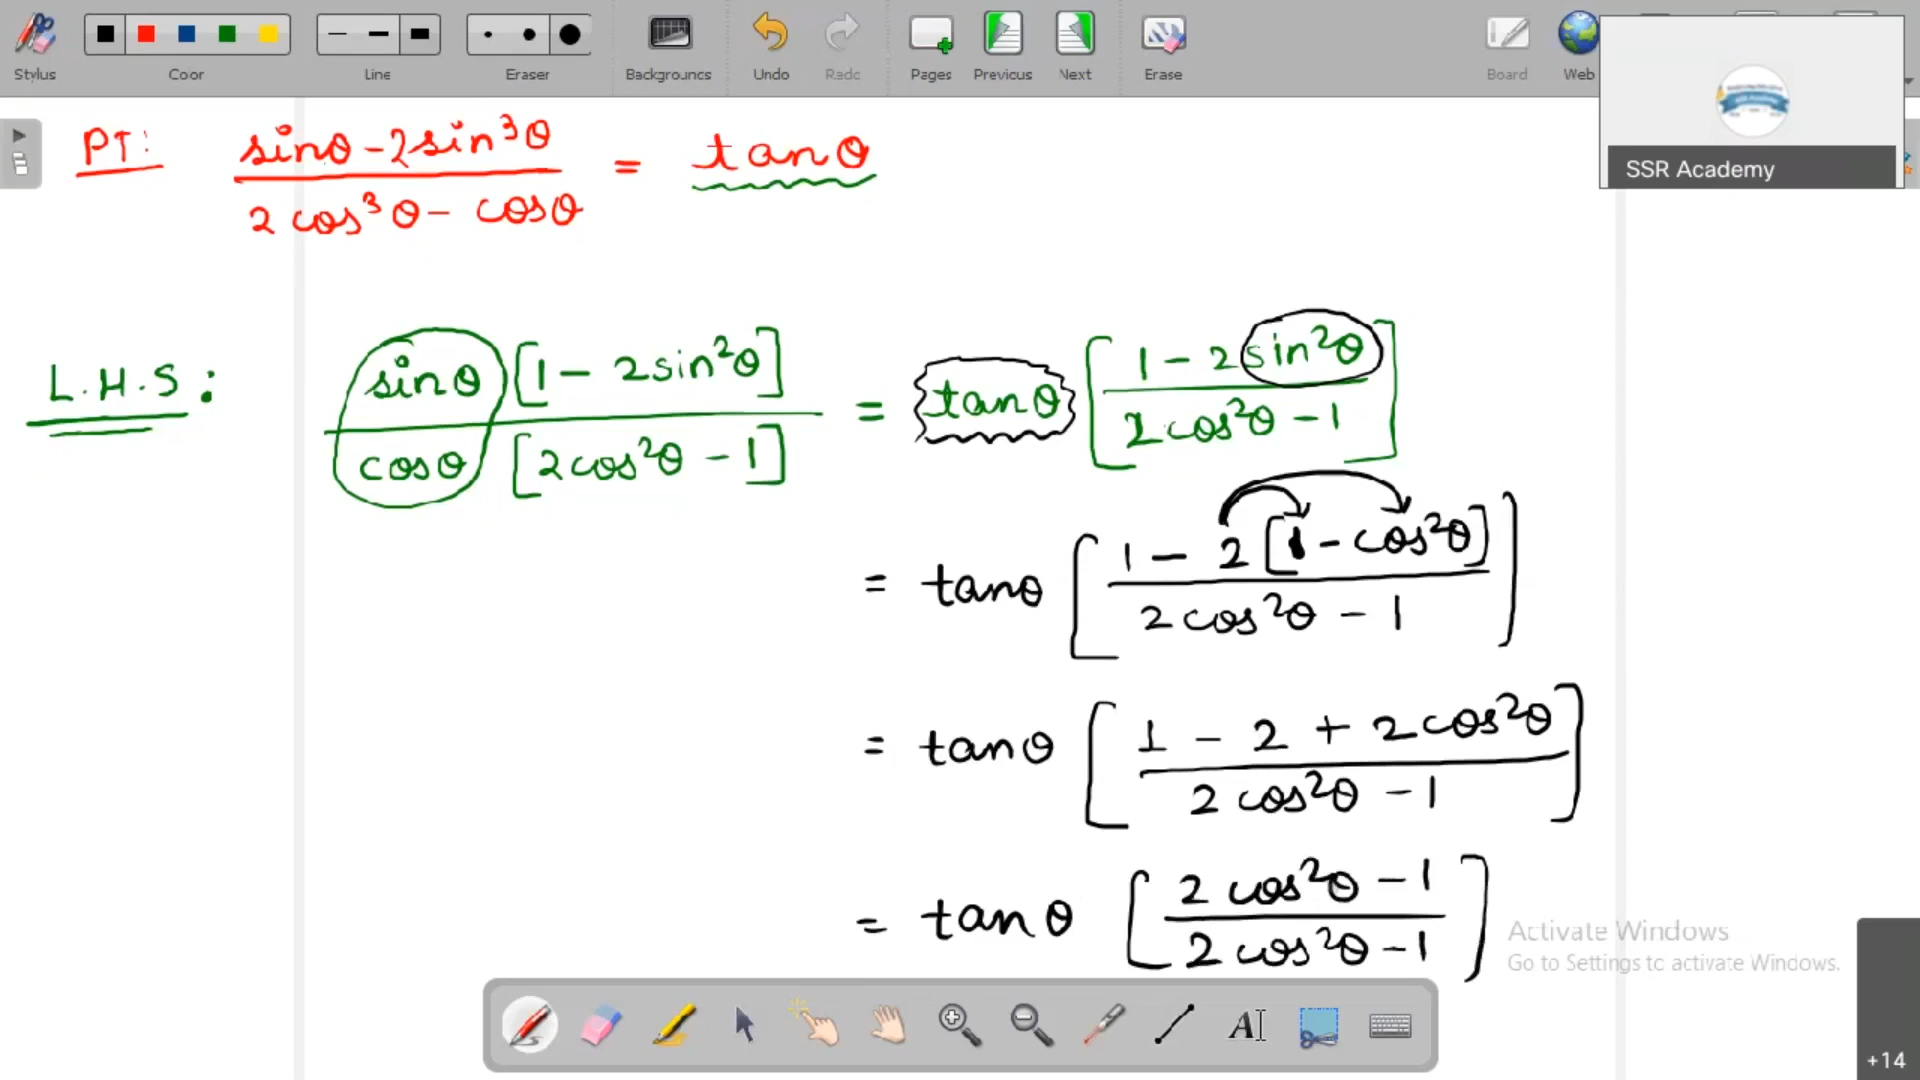 Stylus Color Line Eraser Backgrounds Undo Redo Pages Previous Next Erase Board Web
SSR Academy
PT: (sinθ - 2sin³θ)/(2cos³θ - cosθ) = tanθ
L.H.S: sinθ [1 - 2sin²θ]/cosθ [2cos²θ - 1] = tanθ [(1 - 2sin²θ)/(2cos²θ - 1)]
= tanθ [(1 - 2[1 - cos²θ])/(2cos²θ - 1)]
= tanθ [(1 - 2 + 2cos²θ)/(2cos²θ - 1)]
= tanθ [(2cos²θ - 1)/(2cos²θ - 1)]
Activate Windows
Go to Settings to activate Windows.
+14